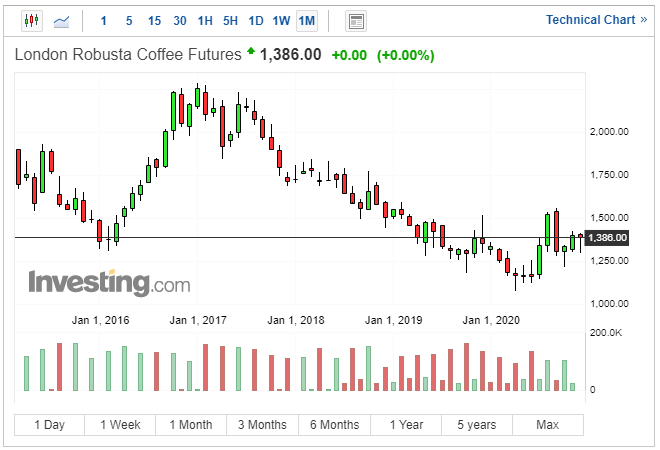 1 5 15 30 1H 5H 1D 1W 1M Technical Chart »
London Robusta Coffee Futures 1,386.00 +0.00 (+0.00%)
2,000.00
1,750.00
1,500.00
1,386.00
1,250.00
Investing.com
1,000.00
Jan 1, 2016 Jan 1, 2017 Jan 1, 2018 Jan 1, 2019 Jan 1, 2020
200.0K
0
1 Day 1 Week 1 Month 3 Months 6 Months 1 Year 5 years Max